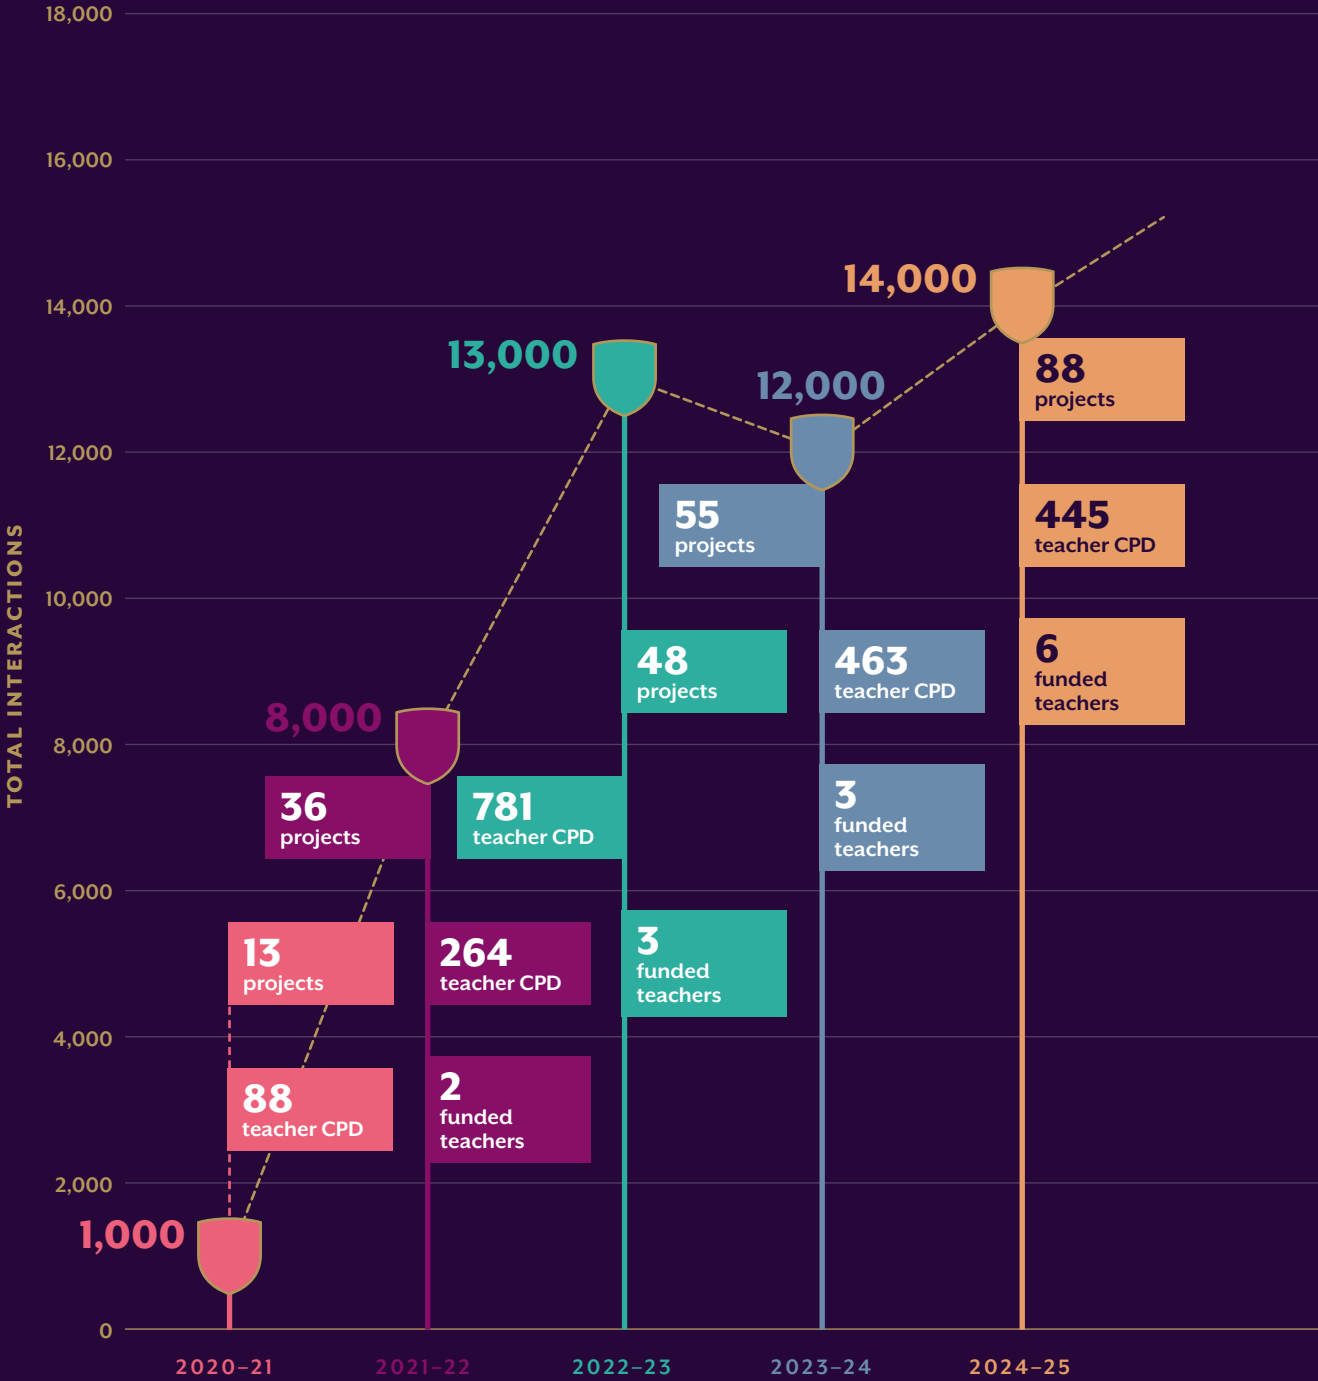 TOTAL INTERACTIONS
18,000
16,000
14,000
12,000
10,000
8,000
6,000
4,000
2,000
0
1,000
13
projects
88
teacher CPD
2020–21
8,000
36
projects
264
teacher CPD
2
funded
teachers
2021–22
13,000
48
projects
781
teacher CPD
3
funded
teachers
2022–23
12,000
55
projects
463
teacher CPD
3
funded
teachers
2023–24
14,000
88
projects
445
teacher CPD
6
funded
teachers
2024–25